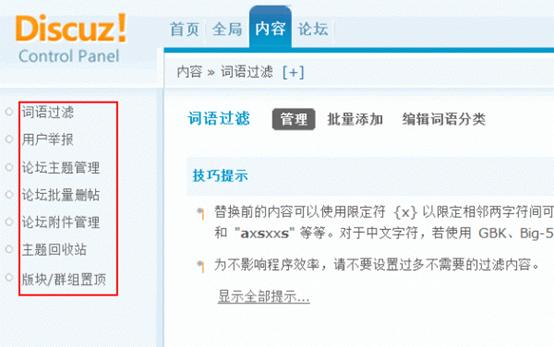 Discuz!
Control Panel
首页 全局 内容 论坛
内容 » 词语过滤 [+]
词语过滤
用户举报
论坛主题管理
论坛批量删帖
论坛附件管理
主题回收站
版块/群组置顶
词语过滤 管理 批量添加 编辑词语分类
技巧提示
替换前的内容可以使用限定符 {x} 以限定相邻两字符间可
和 "axsxxs" 等等。对于中文字符，若使用 GBK、Big-5
为不影响程序效率，请不要设置过多不需要的过滤内容。
显示全部提示...